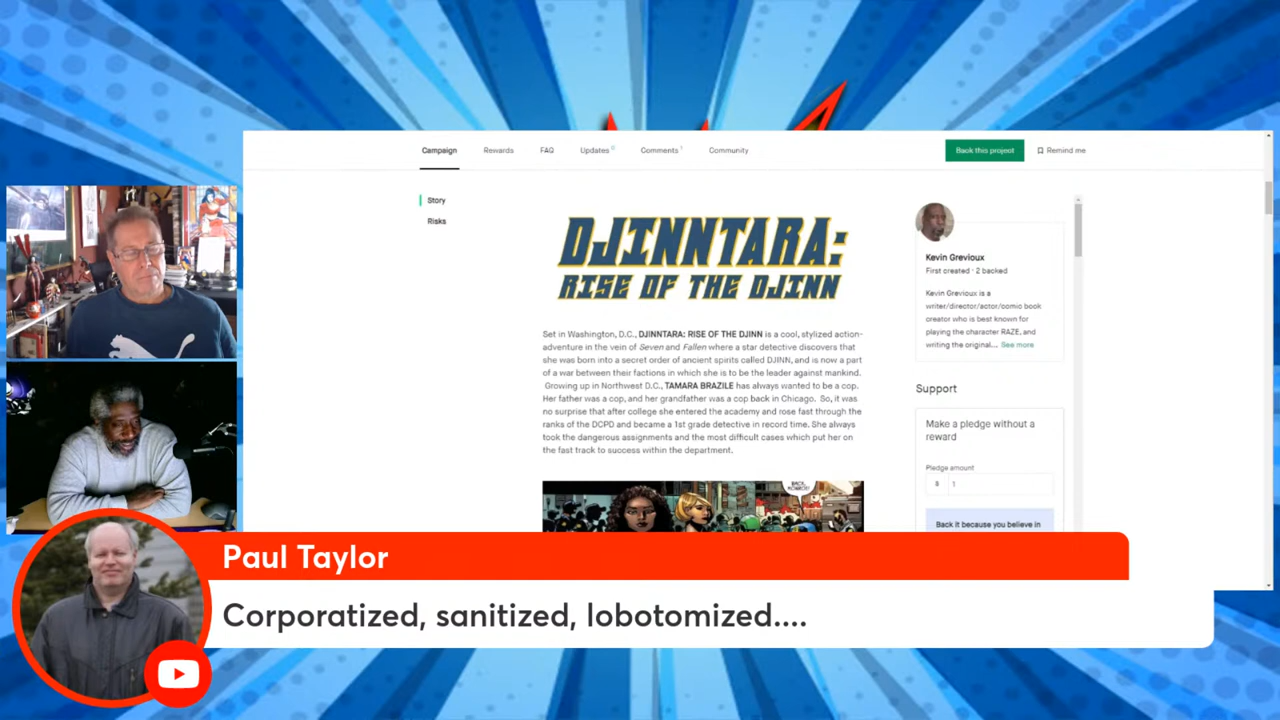 Campaign
Rewards
FAQ
Updates
Comments 1
Community
Back this project
Remind me
Story
Risks
DJINNTARA:
RISE OF THE DJINN
Set in Washington, D.C., DJINNTARA: RISE OF THE DJINN is a cool, stylized action-
adventure in the vein of Seven and Fallen where a star detective discovers that
she was born into a secret order of ancient spirits called DJINN, and is now a part
of a war between their factions in which she is to be the leader against mankind.
Growing up in Northwest D.C., TAMARA BRAZILE has always wanted to be a cop.
Her father was a cop, and her grandfather was a cop back in Chicago. So, it was
no surprise that after college she entered the academy and rose fast through the
ranks of the DCPD and became a 1st grade detective in record time. She always
took the dangerous assignments and the most difficult cases which put her on
the fast track to success within the department.
BACK,
Kevin Grevioux
First created · 2 backed
Kevin Grevioux is a
writer/director/actor/comic book
creator who is best known for
playing the character RAZE, and
writing the original... See more
Support
Make a pledge without a
reward
Pledge amount
1
Back it because you believe in
Paul Taylor
Corporatized, sanitized, lobotomized....